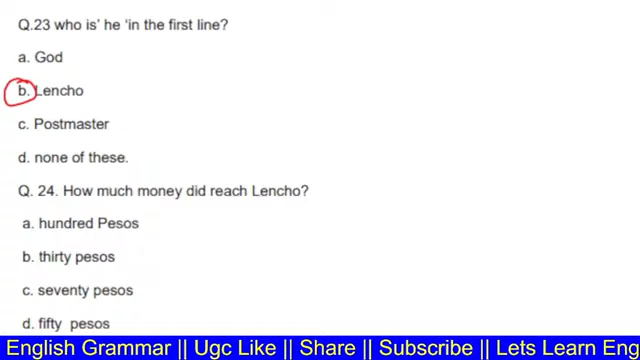 Q.23 who is’ he ‘in the first line?
a. God
b. Lencho
c. Postmaster
d. none of these.
Q. 24. How much money did reach Lencho?
a. hundred Pesos
b. thirty pesos
c. seventy pesos
d. fifty pesos
English Grammar || Ugc Like || Share || Subscribe || Lets Learn Eng